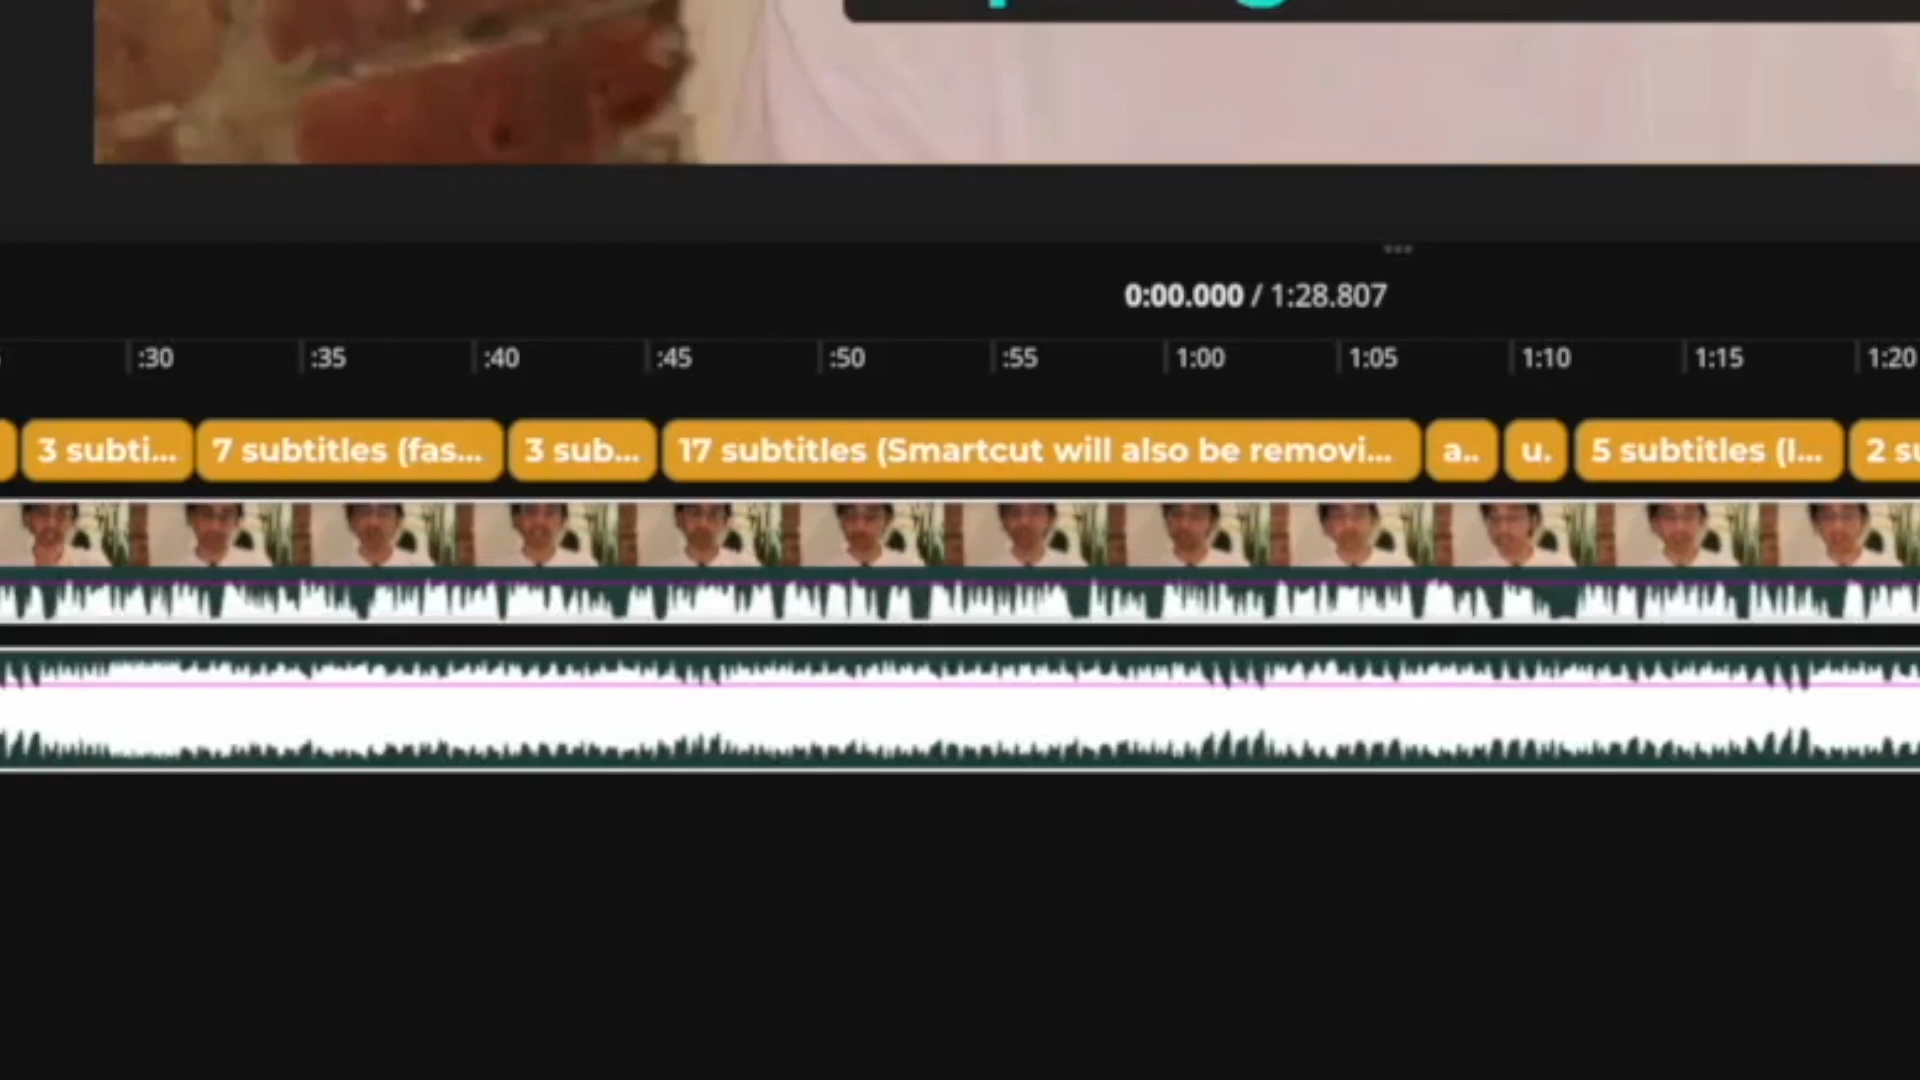 0:00.000 / 1:28.807
:30 :35 :40 :45 :50 :55 1:00 1:05 1:10 1:15 1:20
3 subti... 7 subtitles (fas... 3 sub... 17 subtitles (Smartcut will also be removi... a.. u. 5 subtitles (I... 2 su